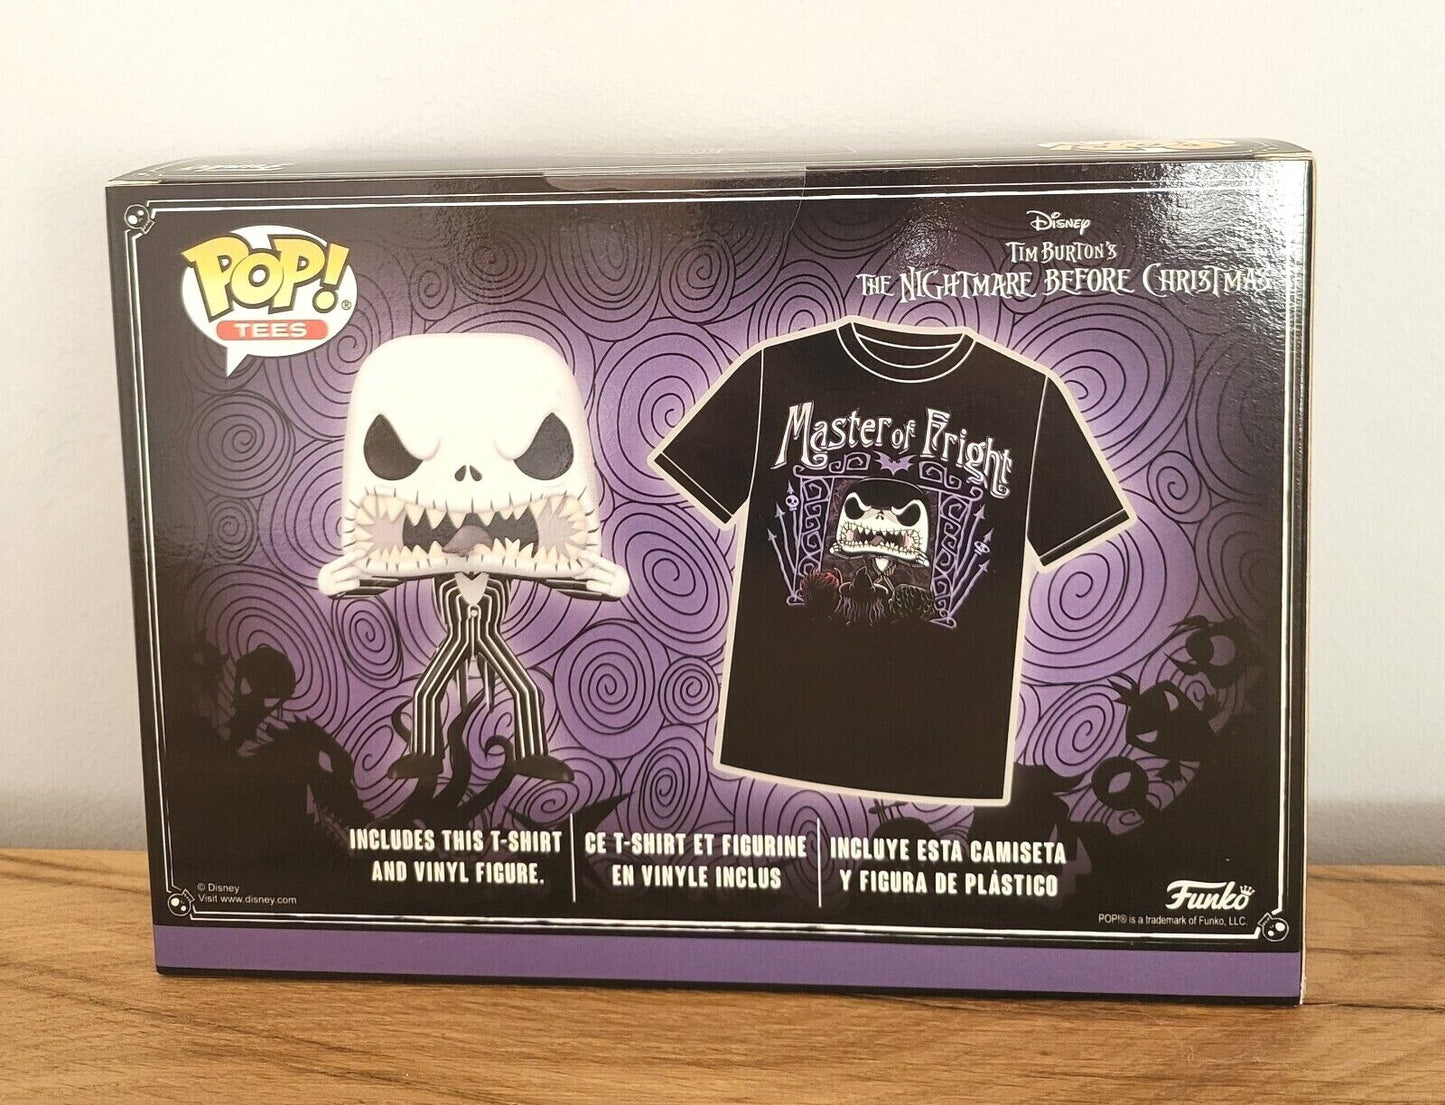 POP!®
TEES
Disney
TIM BURTON'S
THE NIGHTMARE BEFORE CHRISTMAS
Master of Fright
INCLUDES THIS T-SHIRT
AND VINYL FIGURE.
CE T-SHIRT ET FIGURINE
EN VINYLE INCLUS
INCLUYE ESTA CAMISETA
Y FIGURA DE PLÁSTICO
© Disney
Visit www.disney.com
Funko
POP!® is a trademark of Funko, LLC.